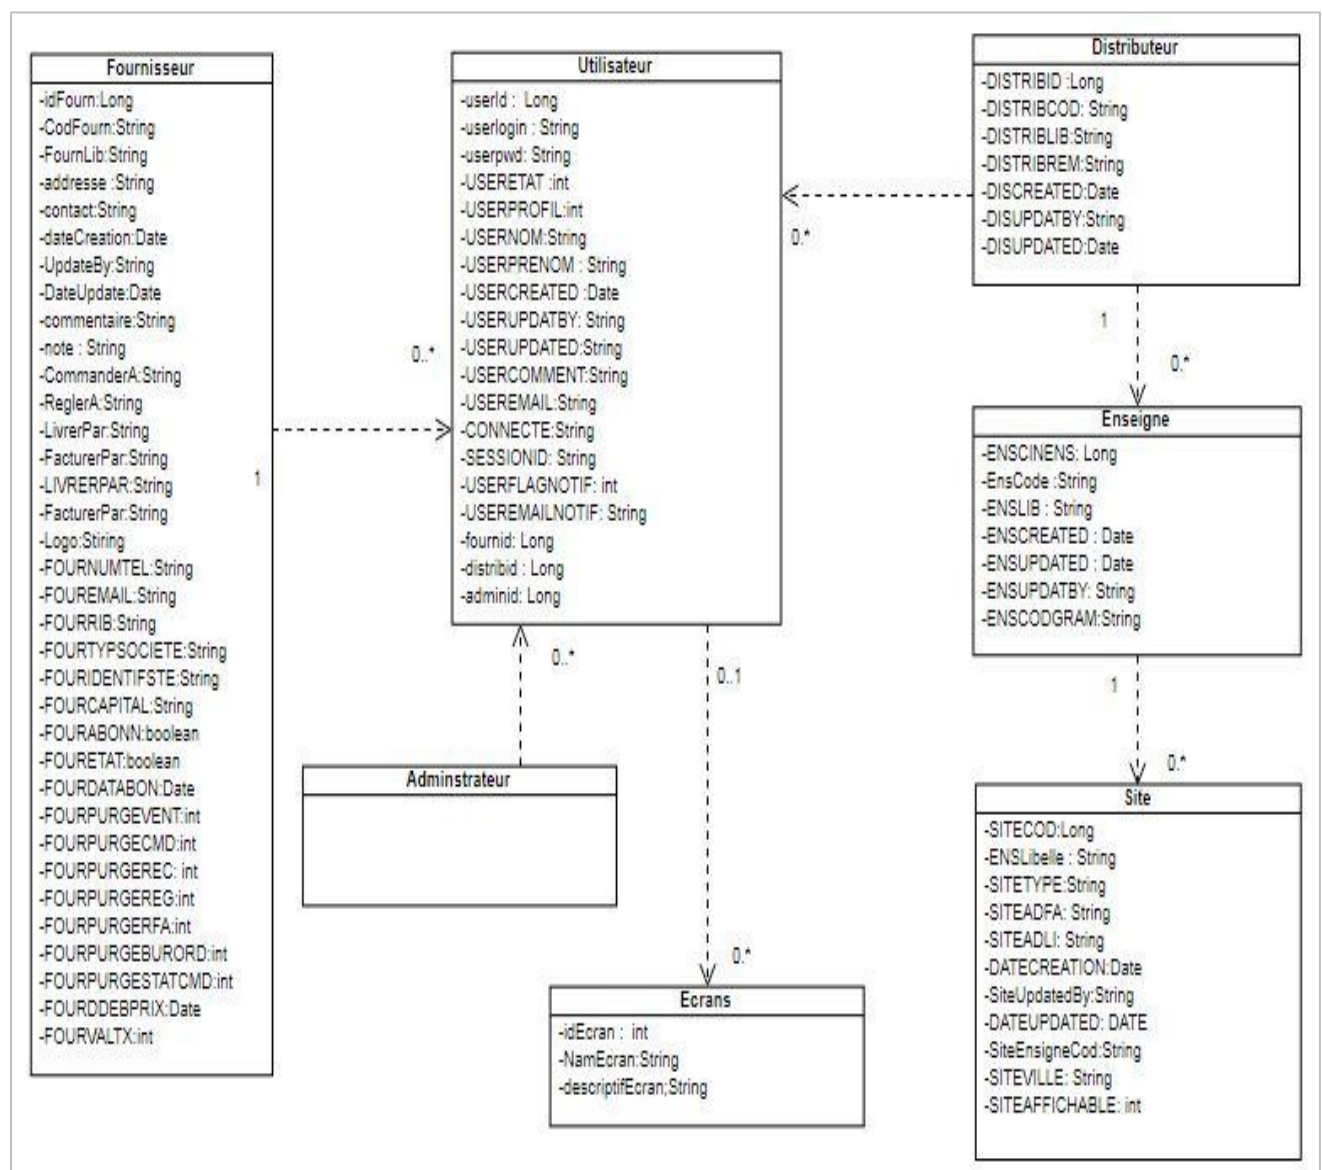 Fournisseur
-idFourn:Long
-CodFourn:String
-FournLib:String
-addresse :String
-contact:String
-dateCreation:Date
-UpdateBy:String
-DateUpdate:Date
-commentaire:String
-note : String
-CommanderA:String
-ReglerA:String
-LivrerPar:String
-FacturerPar:String
-LIVRERPAR:String
-FacturerPar:String
-Logo:Stiring
-FOURNUMTEL:String
-FOUREMAIL:String
-FOURRIB:String
-FOURTYPSOCIETE:String
-FOURIDENTIFSTE:String
-FOURCAPITAL:String
-FOURABONN:boolean
-FOURETAT:boolean
-FOURDATABON:Date
-FOURPURGEVENT:int
-FOURPURGECMD:int
-FOURPURGEREC: int
-FOURPURGEREG:int
-FOURPURGERFA:int
-FOURPURGEBURORD:int
-FOURPURGESTATCMD:int
-FOURDDEBPRIX:Date
-FOURVALTX:int
1
0..*
Utilisateur
-userId : Long
-userlogin : String
-userpwd: String
-USERETAT :int
-USERPROFIL:int
-USERNOM:String
-USERPRENOM : String
-USERCREATED :Date
-USERUPDATBY: String
-USERUPDATED:String
-USERCOMMENT:String
-USEREMAIL:String
-CONNECTE:String
-SESSIONID: String
-USERFLAGNOTIF: int
-USEREMAILNOTIF: String
-fournid: Long
-distribid : Long
-adminid: Long
0..*
0..1
Adminstrateur
0.*
Ecrans
-idEcran : int
-NamEcran:String
-descriptifEcran;String
Distributeur
-DISTRIBID :Long
-DISTRIBCOD: String
-DISTRIBLIB:String
-DISTRIBREM:String
-DISCREATED:Date
-DISUPDATBY:String
-DISUPDATED:Date
0.*
1
0.*
Enseigne
-ENSCINENS: Long
-EnsCode :String
-ENSLIB : String
-ENSCREATED : Date
-ENSUPDATED : Date
-ENSUPDATBY: String
-ENSCODGRAM:String
1
0.*
Site
-SITECOD:Long
-ENSLibelle : String
-SITETYPE:String
-SITEADFA: String
-SITEADLI: String
-DATECREATION:Date
-SiteUpdatedBy:String
-DATEUPDATED: DATE
-SiteEnsigneCod:String
-SITEVILLE: String
-SITEAFFICHABLE: int